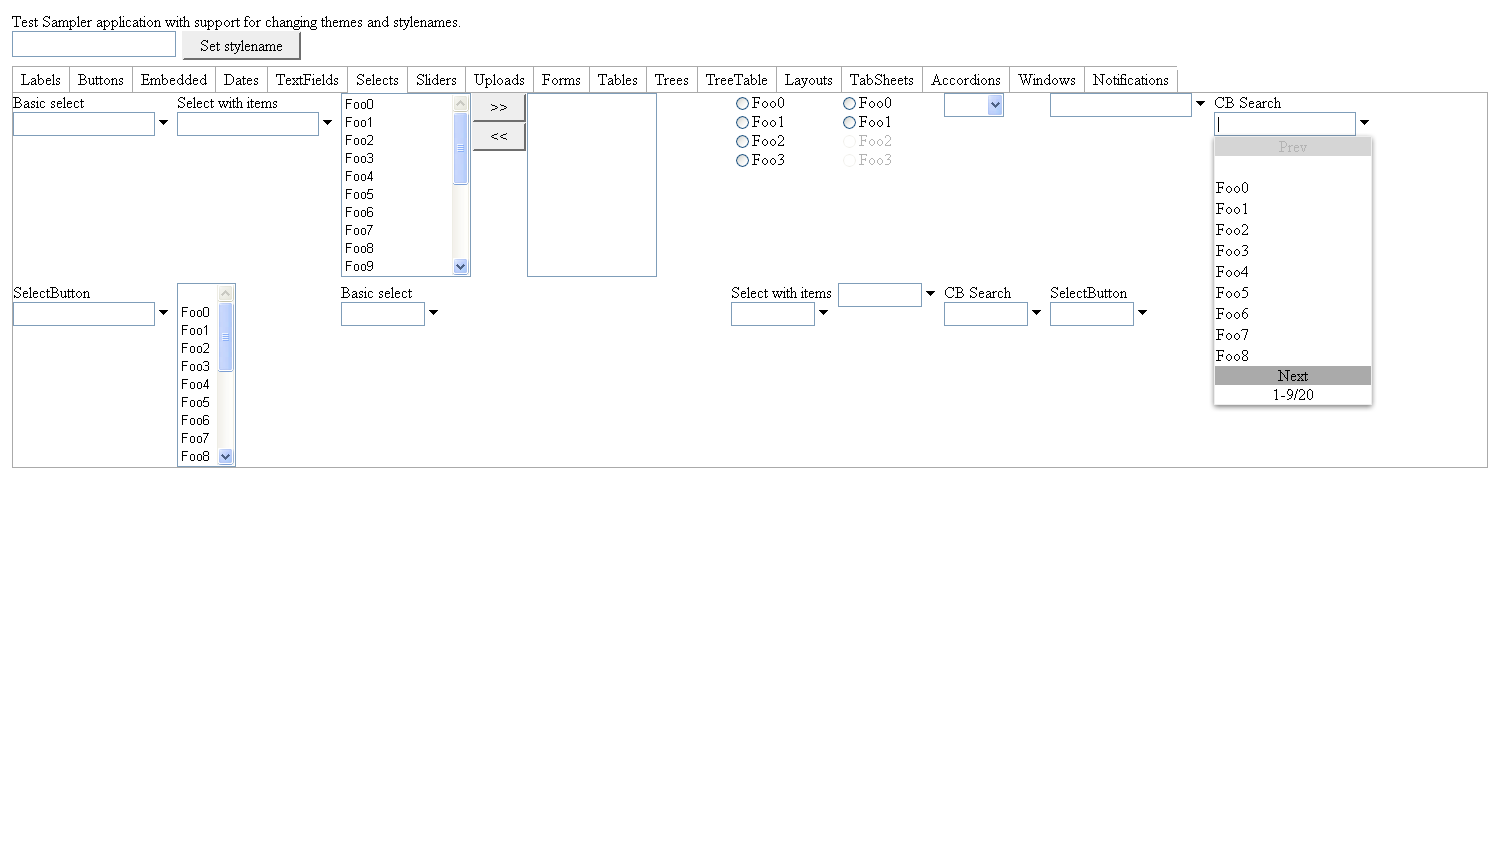 Test Sampler application with support for changing themes and stylenames.
Set stylename
Labels Buttons Embedded Dates TextFields Selects Sliders Uploads Forms Tables Trees TreeTable Layouts TabSheets Accordions Windows Notifications
Basic select
Select with items
Foo0
Foo1
Foo2
Foo3
Foo4
Foo5
Foo6
Foo7
Foo8
Foo9
>>
<<
Foo0
Foo1
Foo2
Foo3
Foo0
Foo1
Foo2
Foo3
CB Search
Prev
Foo0
Foo1
Foo2
Foo3
Foo4
Foo5
Foo6
Foo7
Foo8
Next
1-9/20
SelectButton
Foo0
Foo1
Foo2
Foo3
Foo4
Foo5
Foo6
Foo7
Foo8
Basic select
Select with items
CB Search
SelectButton